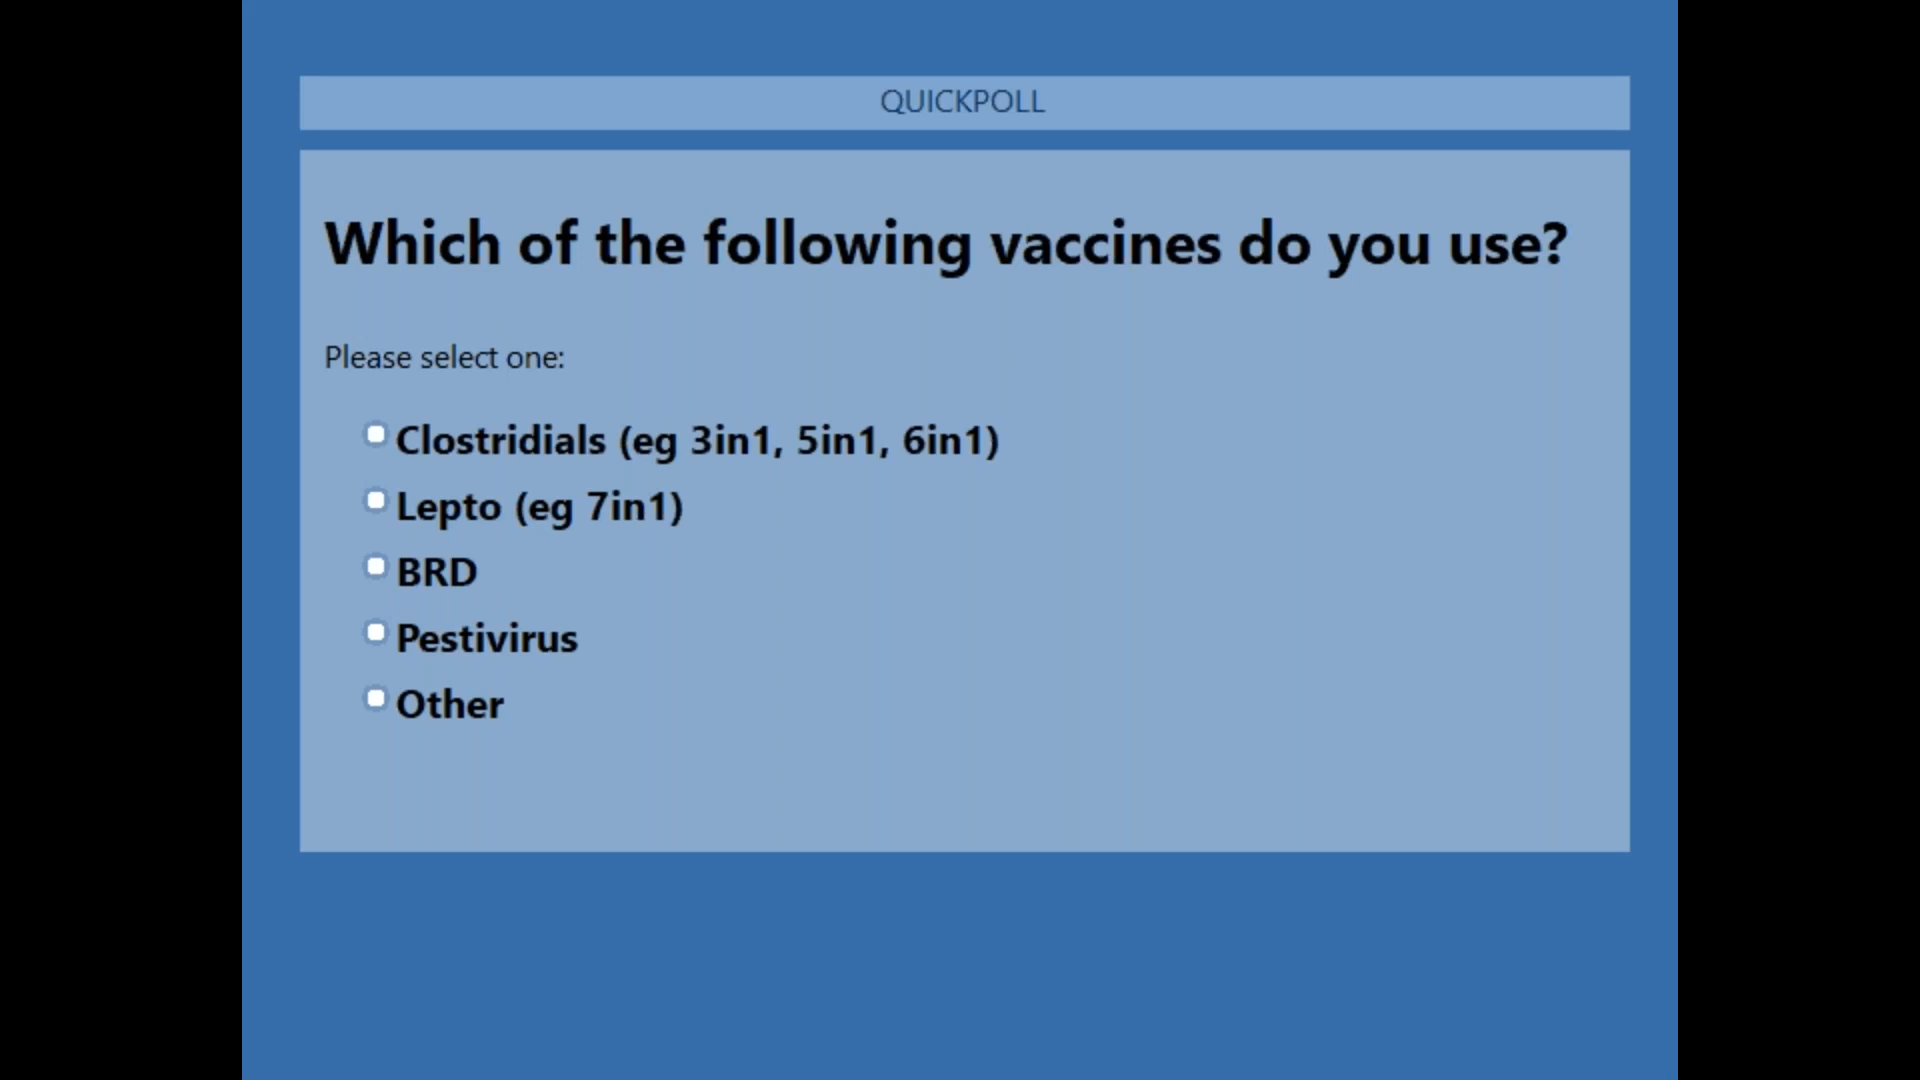 QUICKPOLL
Which of the following vaccines do you use?
Please select one:
Clostridials (eg 3in1, 5in1, 6in1)
Lepto (eg 7in1)
BRD
Pestivirus
Other